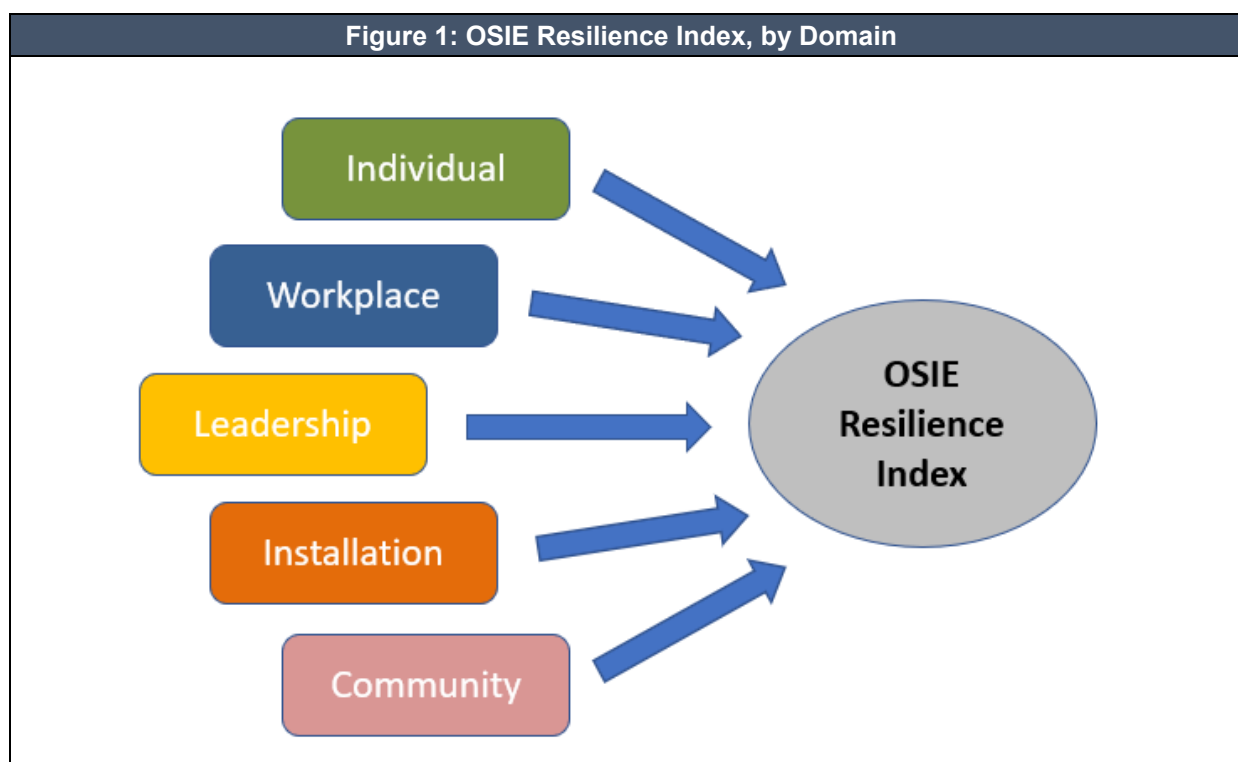 Figure 1: OSIE Resilience Index, by Domain
Individual
Workplace
Leadership
Installation
Community
OSIE
Resilience
Index